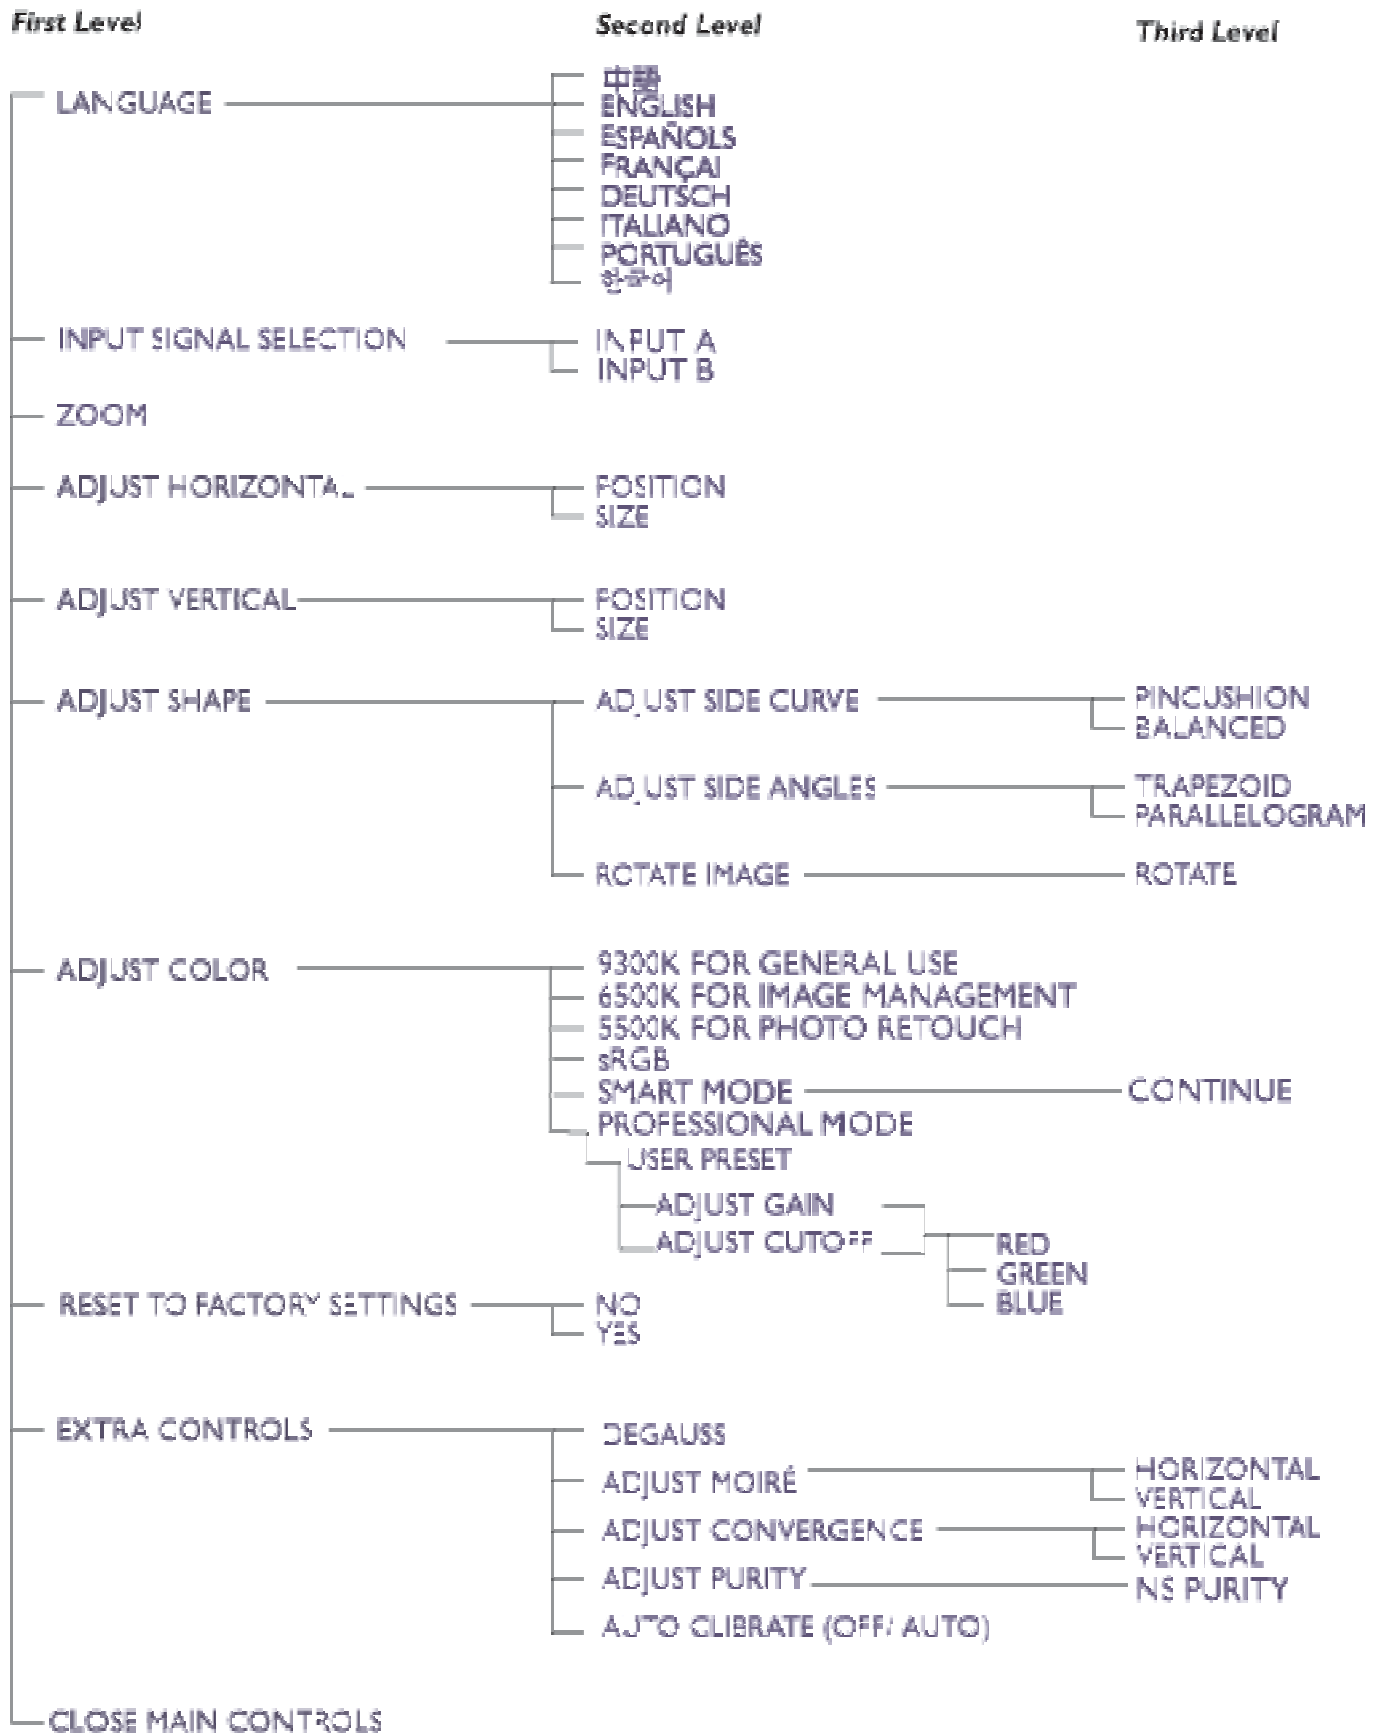 First Level
Second Level
Third Level
LANGUAGE
中語
ENGLISH
ESPAÑOLS
FRANÇAI
DEUTSCH
ITALIANO
PORTUGUÊS
한국어
INPUT SIGNAL SELECTION
INPUT A
INPUT B
ZOOM
ADJUST HORIZONTAL
POSITION
SIZE
ADJUST VERTICAL
POSITION
SIZE
ADJUST SHAPE
ADJUST SIDE CURVE
PINCUSHION
BALANCED
ADJUST SIDE ANGLES
TRAPEZOID
PARALLELOGRAM
ROTATE IMAGE
ROTATE
ADJUST COLOR
9300K FOR GENERAL USE
6500K FOR IMAGE MANAGEMENT
5500K FOR PHOTO RETOUCH
sRGB
SMART MODE
CONTINUE
PROFESSIONAL MODE
USER PRESET
ADJUST GAIN
ADJUST CUTOFF
RED
GREEN
BLUE
RESET TO FACTORY SETTINGS
NO
YES
EXTRA CONTROLS
DEGAUSS
ADJUST MOIRÉ
HORIZONTAL
VERTICAL
ADJUST CONVERGENCE
HORIZONTAL
VERTICAL
ADJUST PURITY
NS PURITY
AUTO CLIBRATE (OFF/ AUTO)
CLOSE MAIN CONTROLS